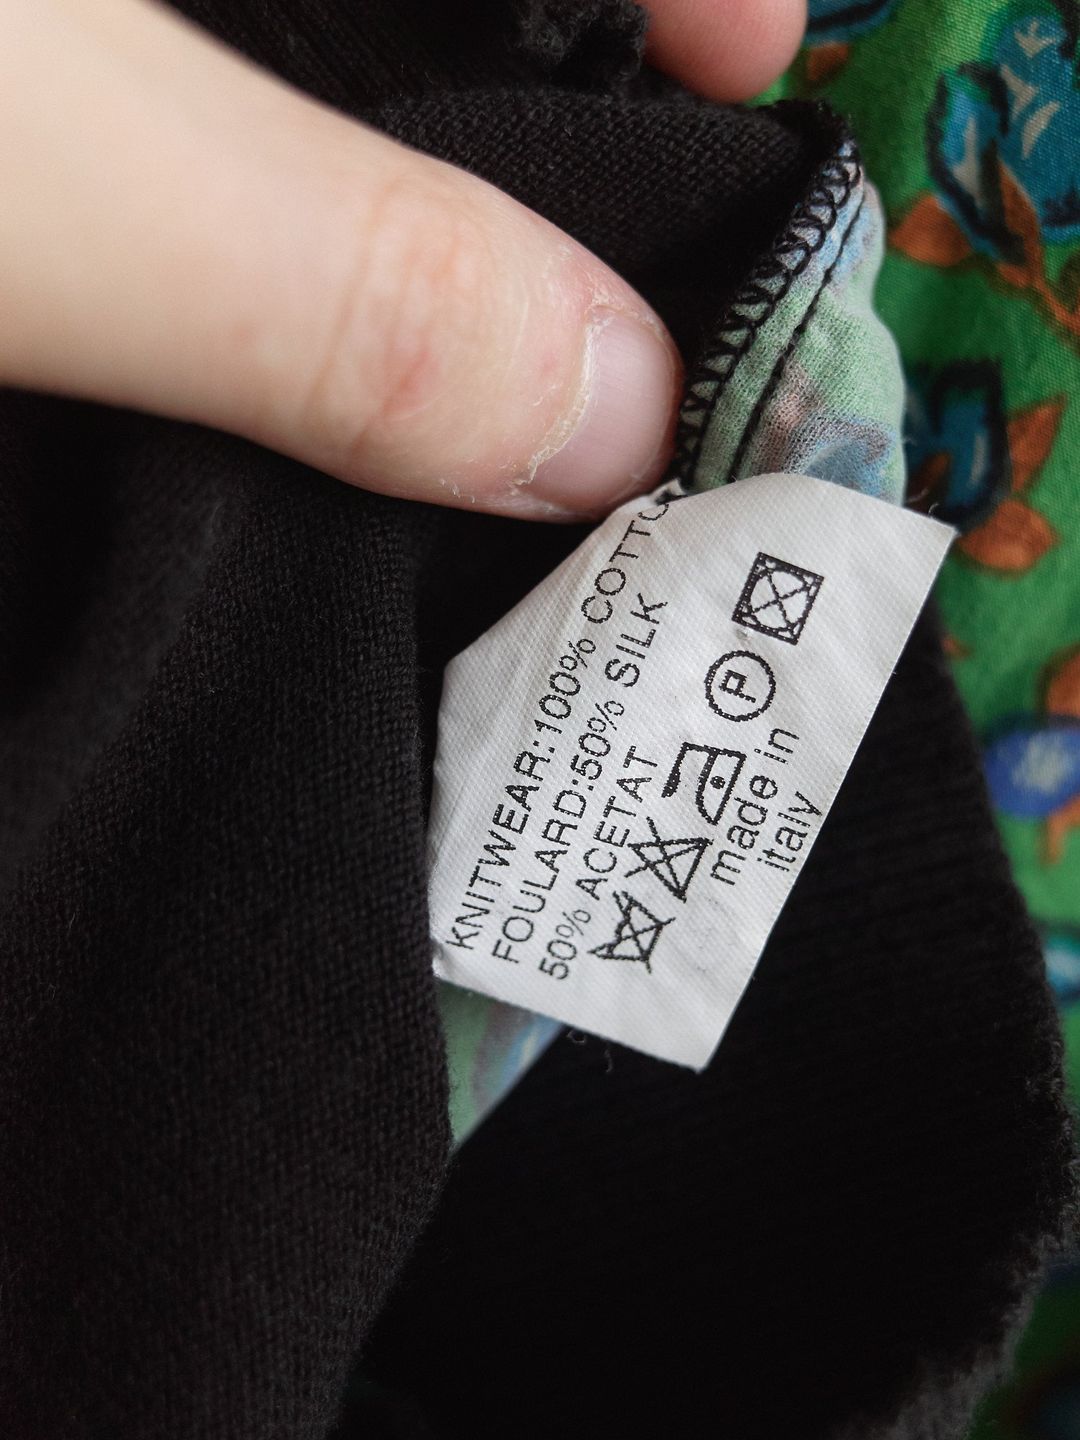 KNITWEAR:100% COTTO
FOULARD:50% SILK
50% ACETAT
P
made in
italy